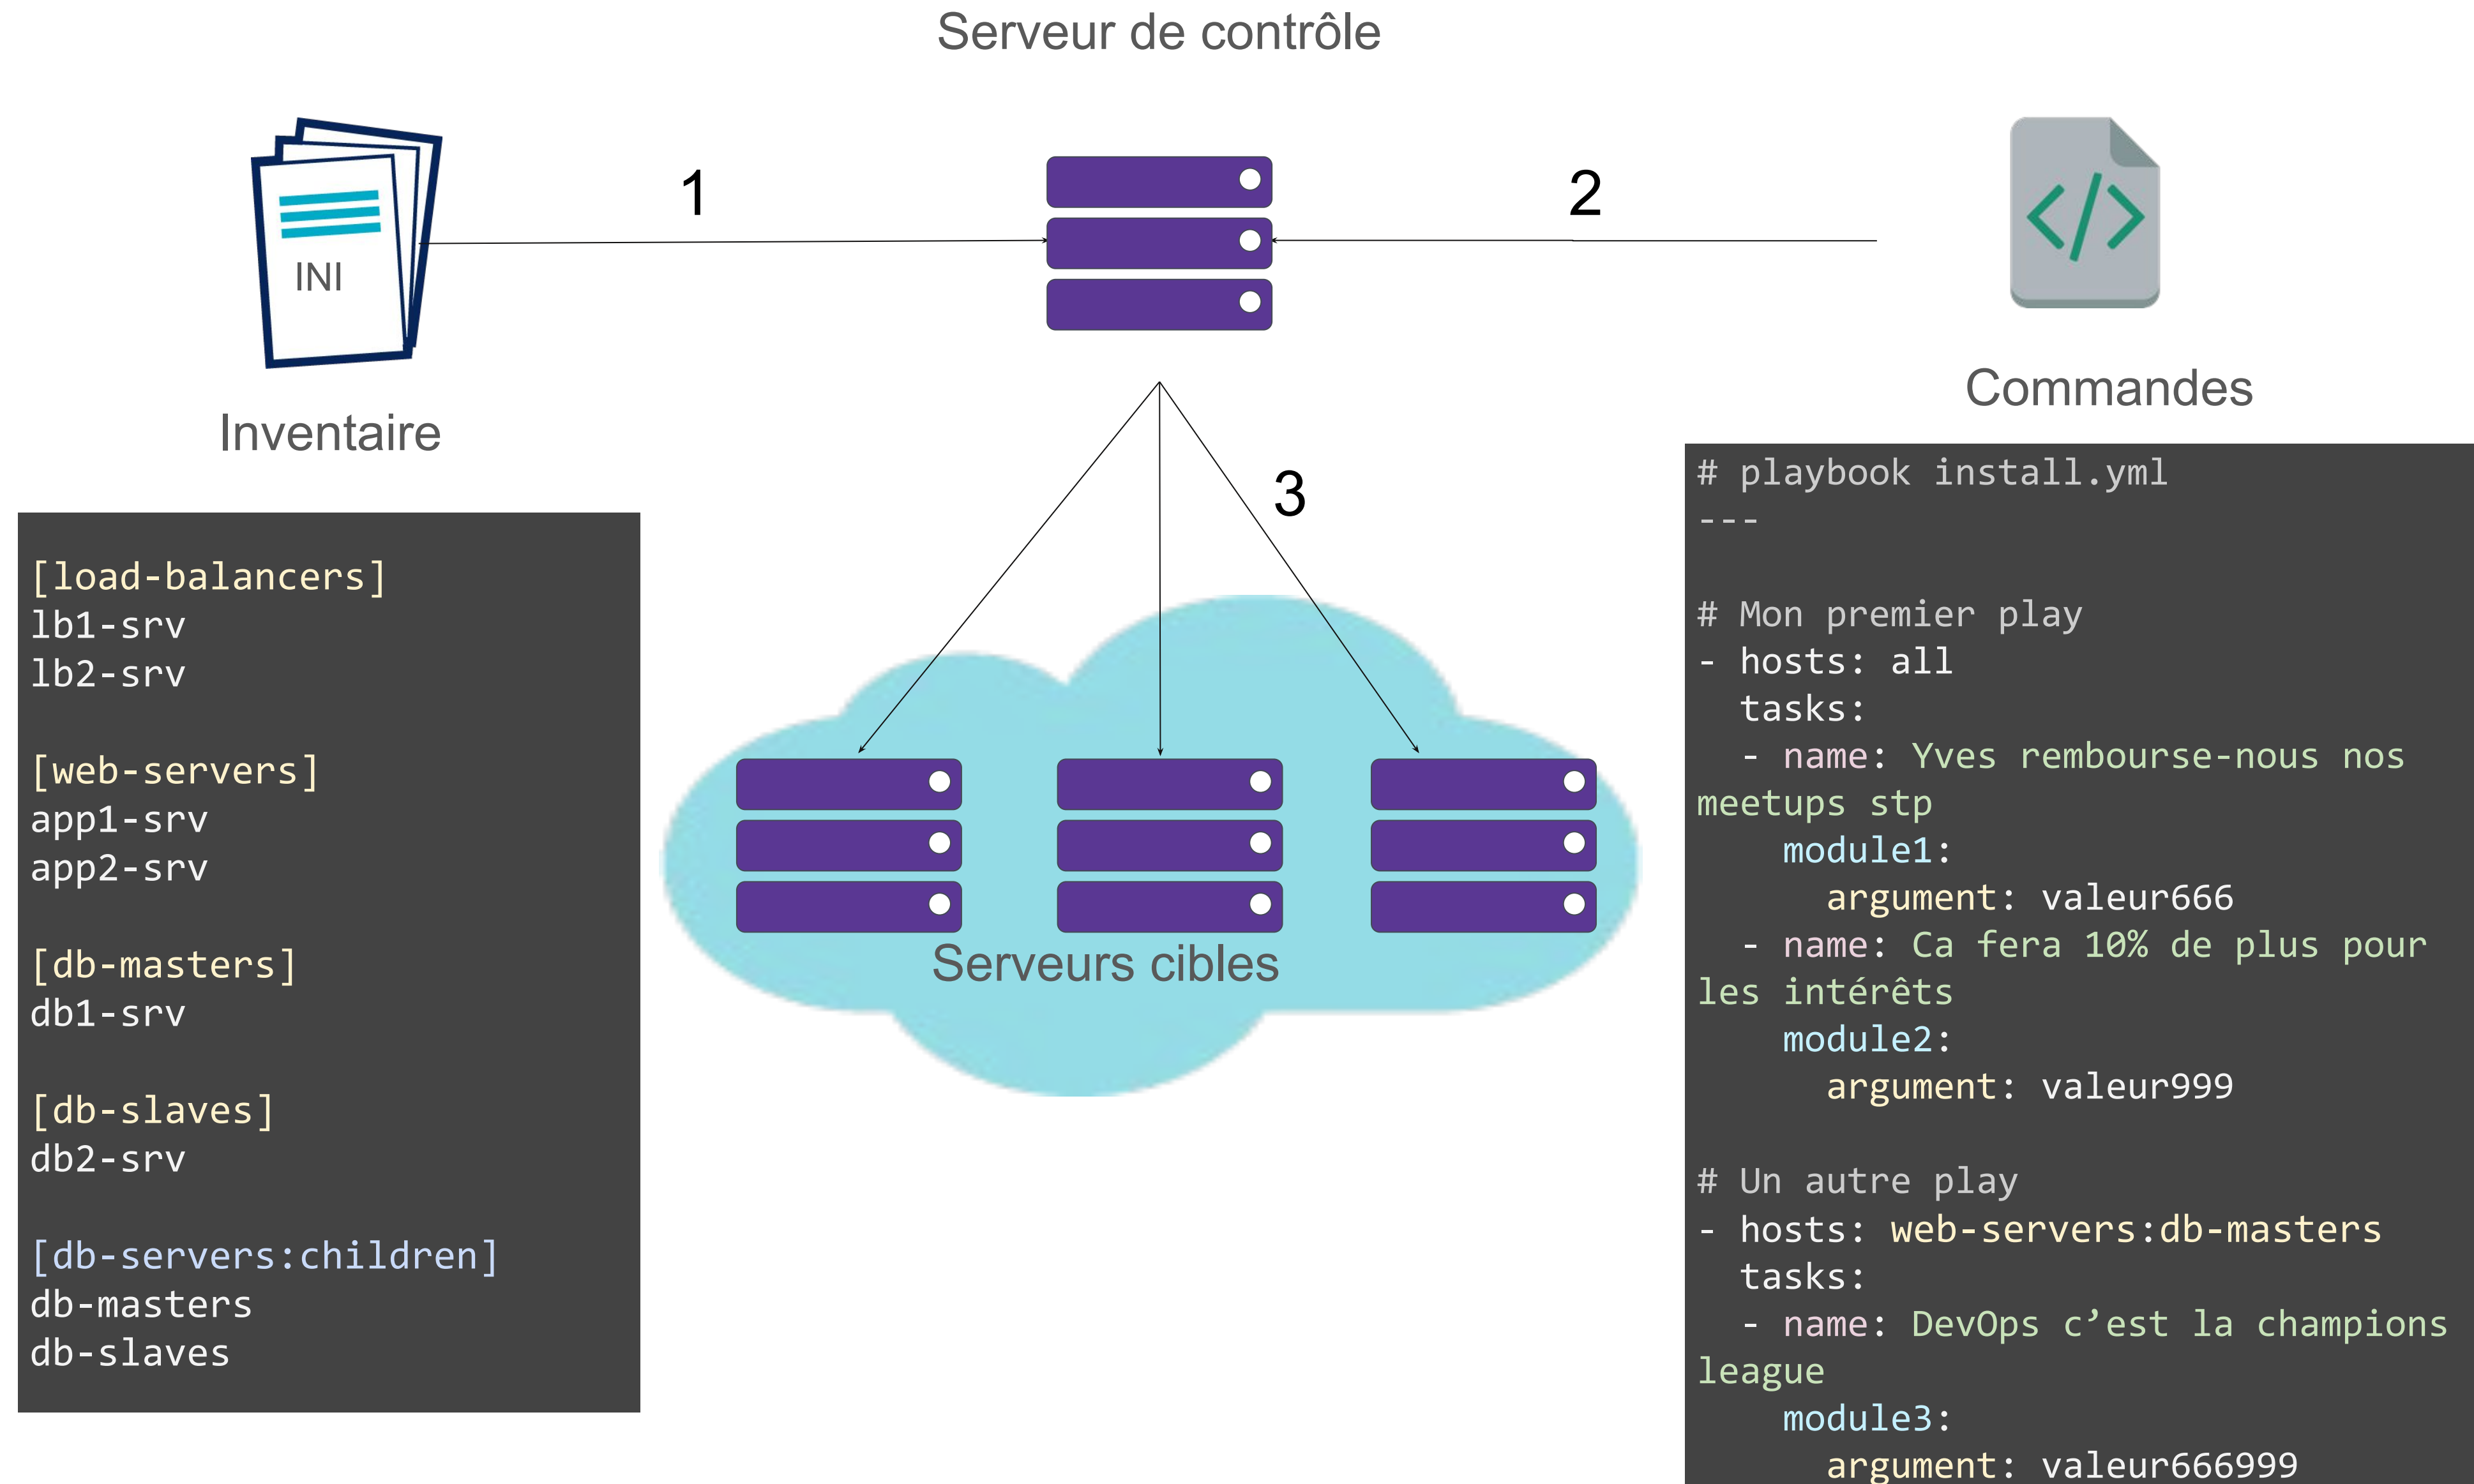 Serveur de contrôle
1
2
INI
Inventaire
Commandes
3
[load-balancers]
lb1-srv
lb2-srv
[web-servers]
app1-srv
app2-srv
[db-masters]
db1-srv
[db-slaves]
db2-srv
[db-servers:children]
db-masters
db-slaves
Serveurs cibles
# playbook install.yml
---
# Mon premier play
- hosts: all
  tasks:
  - name: Yves rembourse-nous nos
meetups stp
    module1:
      argument: valeur666
  - name: Ca fera 10% de plus pour
les intérêts
    module2:
      argument: valeur999
# Un autre play
- hosts: web-servers:db-masters
  tasks:
  - name: DevOps c’est la champions
league
    module3:
      argument: valeur666999